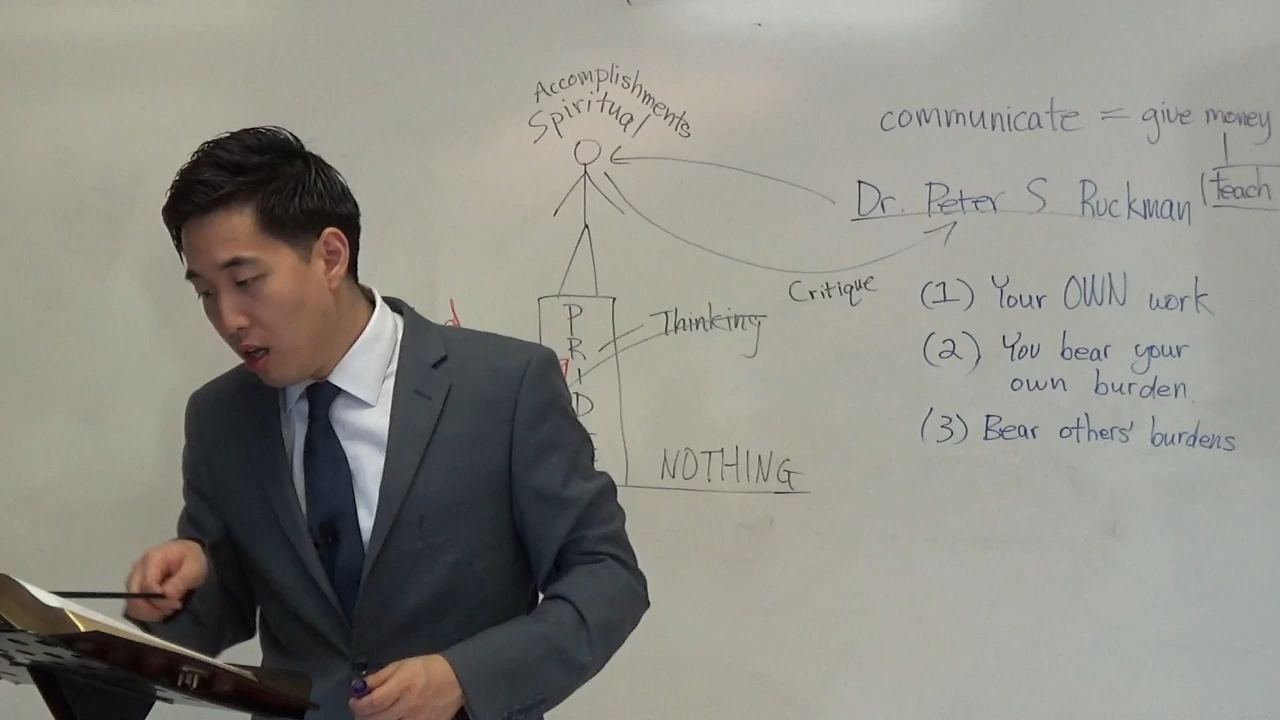 Accomplishments
Spiritual
communicate = give money
Dr. Peter S Ruckman (teach
Critique
Thinking
P
R
I
D
NOTHING
(1) Your OWN work
(2) You bear your
own burden.
(3) Bear others' burdens